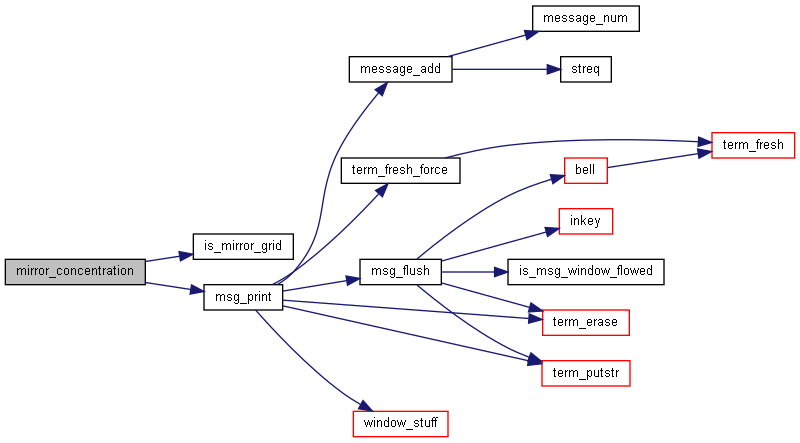 message_num
message_add
streq
term_fresh
term_fresh_force
bell
inkey
is_mirror_grid
mirror_concentration
msg_flush
is_msg_window_flowed
msg_print
term_erase
term_putstr
window_stuff